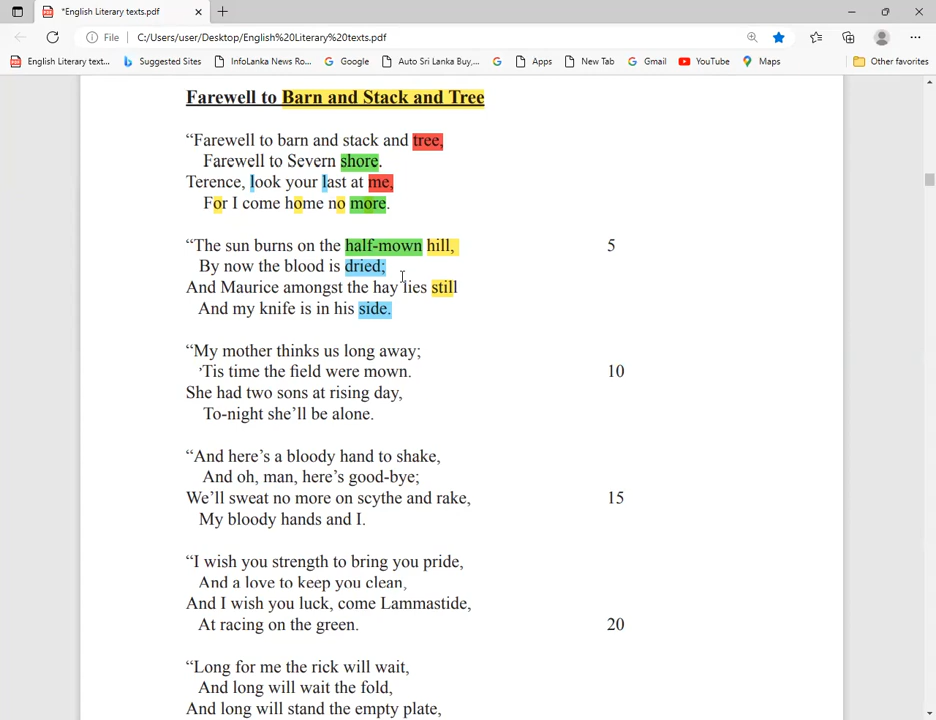 *English Literary texts.pdf
File
C:/Users/user/Desktop/English%20Literary%20texts.pdf
English Literary text...
Suggested Sites
InfoLanka News Ro...
Google
Auto Sri Lanka Buy,...
Apps
New Tab
Gmail
YouTube
Maps
Other favorites
Farewell to Barn and Stack and Tree
“Farewell to barn and stack and tree,
Farewell to Severn shore.
Terence, look your last at me,
For I come home no more.
“The sun burns on the half-mown hill, 5
By now the blood is dried;
And Maurice amongst the hay lies still
And my knife is in his side.
“My mother thinks us long away;
’Tis time the field were mown. 10
She had two sons at rising day,
To-night she’ll be alone.
“And here’s a bloody hand to shake,
And oh, man, here’s good-bye;
We’ll sweat no more on scythe and rake, 15
My bloody hands and I.
“I wish you strength to bring you pride,
And a love to keep you clean,
And I wish you luck, come Lammastide,
At racing on the green. 20
“Long for me the rick will wait,
And long will wait the fold,
And long will stand the empty plate,